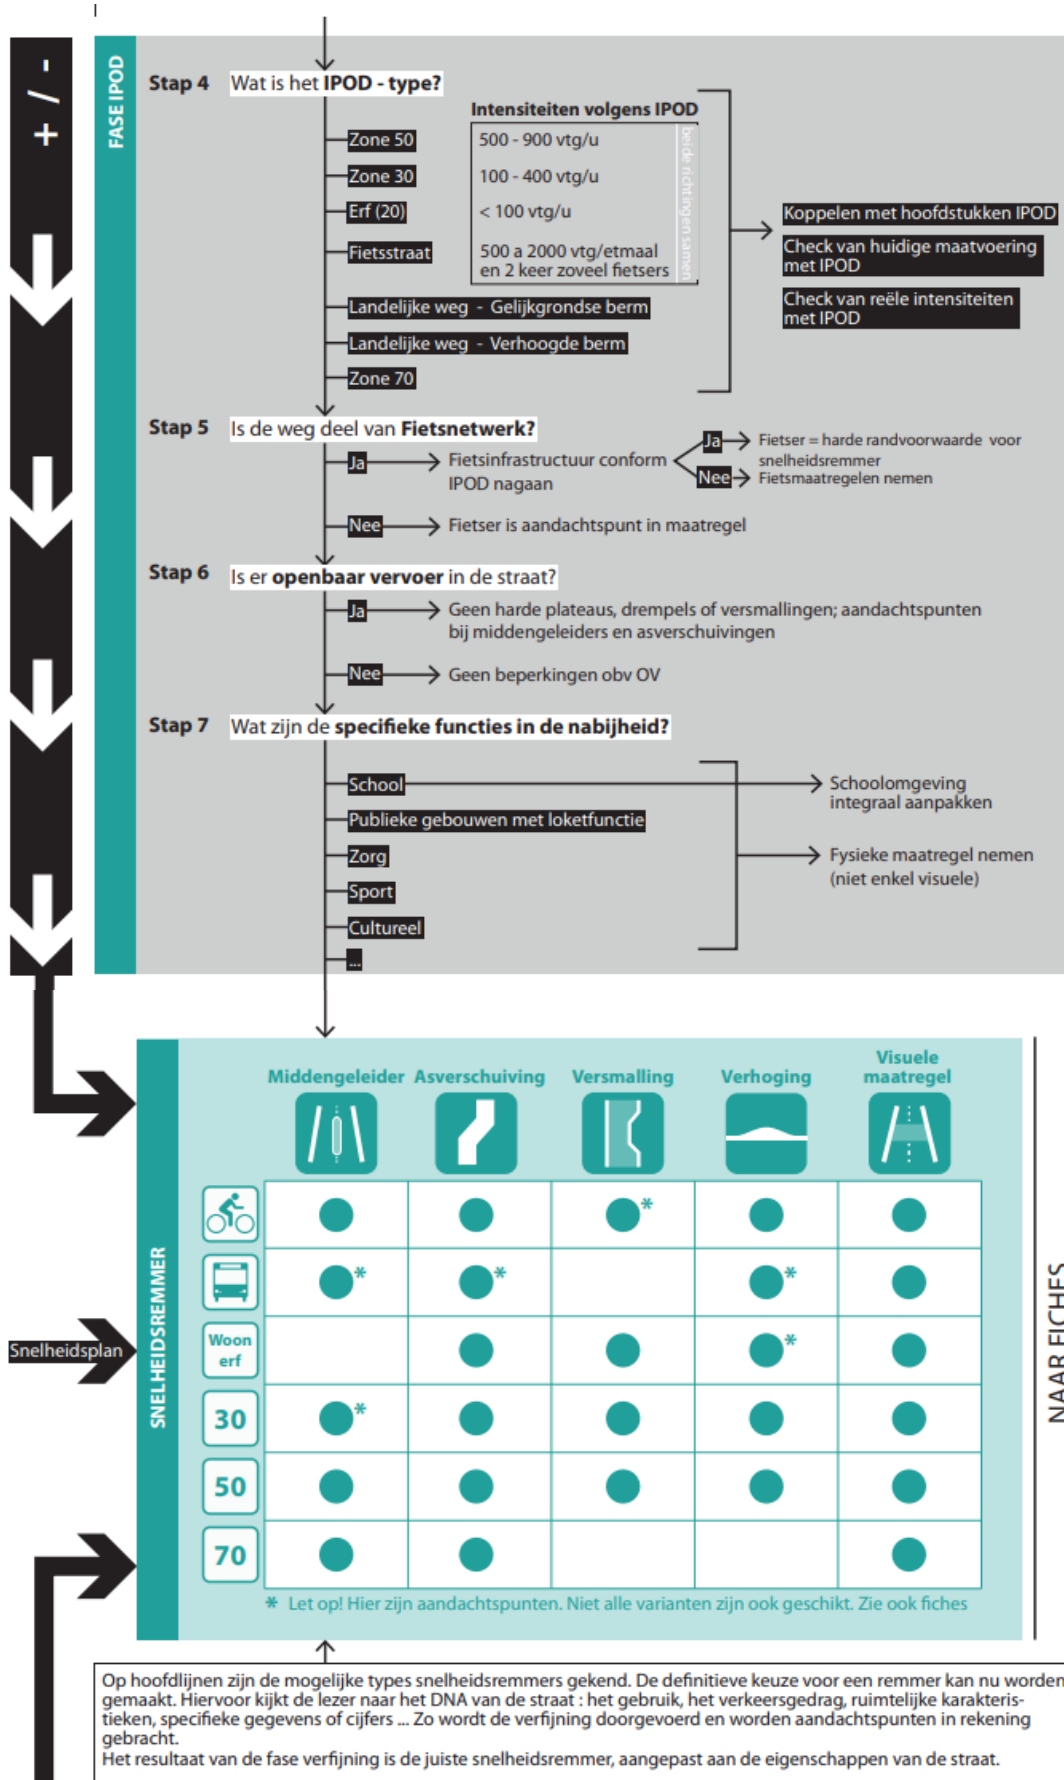 + / -
FASE IPOD
Stap 4 Wat is het IPOD - type?
Intensiteiten volgens IPOD
Zone 50 500 - 900 vtg/u
Zone 30 100 - 400 vtg/u
Erf (20) < 100 vtg/u
Fietsstraat 500 a 2000 vtg/etmaal
en 2 keer zoveel fietsers
beide richtingen samen
Landelijke weg - Gelijkgrondse berm
Landelijke weg - Verhoogde berm
Zone 70
Koppelen met hoofdstukken IPOD
Check van huidige maatvoering
met IPOD
Check van reële intensiteiten
met IPOD
Stap 5 Is de weg deel van Fietsnetwerk?
Ja Fietsinfrastructuur conform
IPOD nagaan
Ja Fietser = harde randvoorwaarde voor
snelheidsremmer
Nee Fietsmaatregelen nemen
Nee Fietser is aandachtspunt in maatregel
Stap 6 Is er openbaar vervoer in de straat?
Ja Geen harde plateaus, drempels of versmallingen; aandachtspunten
bij middengeleiders en asverschuivingen
Nee Geen beperkingen obv OV
Stap 7 Wat zijn de specifieke functies in de nabijheid?
School
Publieke gebouwen met loketfunctie
Zorg
Sport
Cultureel
...
Schoolomgeving
integraal aanpakken
Fysieke maatregel nemen
(niet enkel visuele)
Snelheidsplan
SNELHEIDSREMMER
Middengeleider Asverschuiving Versmalling Verhoging Visuele
maatregel
*
* * *
Woon
erf *
30 *
50
70
* Let op! Hier zijn aandachtspunten. Niet alle varianten zijn ook geschikt. Zie ook fiches
NAAR FICHES
Op hoofdlijnen zijn de mogelijke types snelheidsremmers gekend. De definitieve keuze voor een remmer kan nu worden
gemaakt. Hiervoor kijkt de lezer naar het DNA van de straat : het gebruik, het verkeersgedrag, ruimtelijke karakteris-
tieken, specifieke gegevens of cijfers ... Zo wordt de verfijning doorgevoerd en worden aandachtspunten in rekening
gebracht.
Het resultaat van de fase verfijning is de juiste snelheidsremmer, aangepast aan de eigenschappen van de straat.